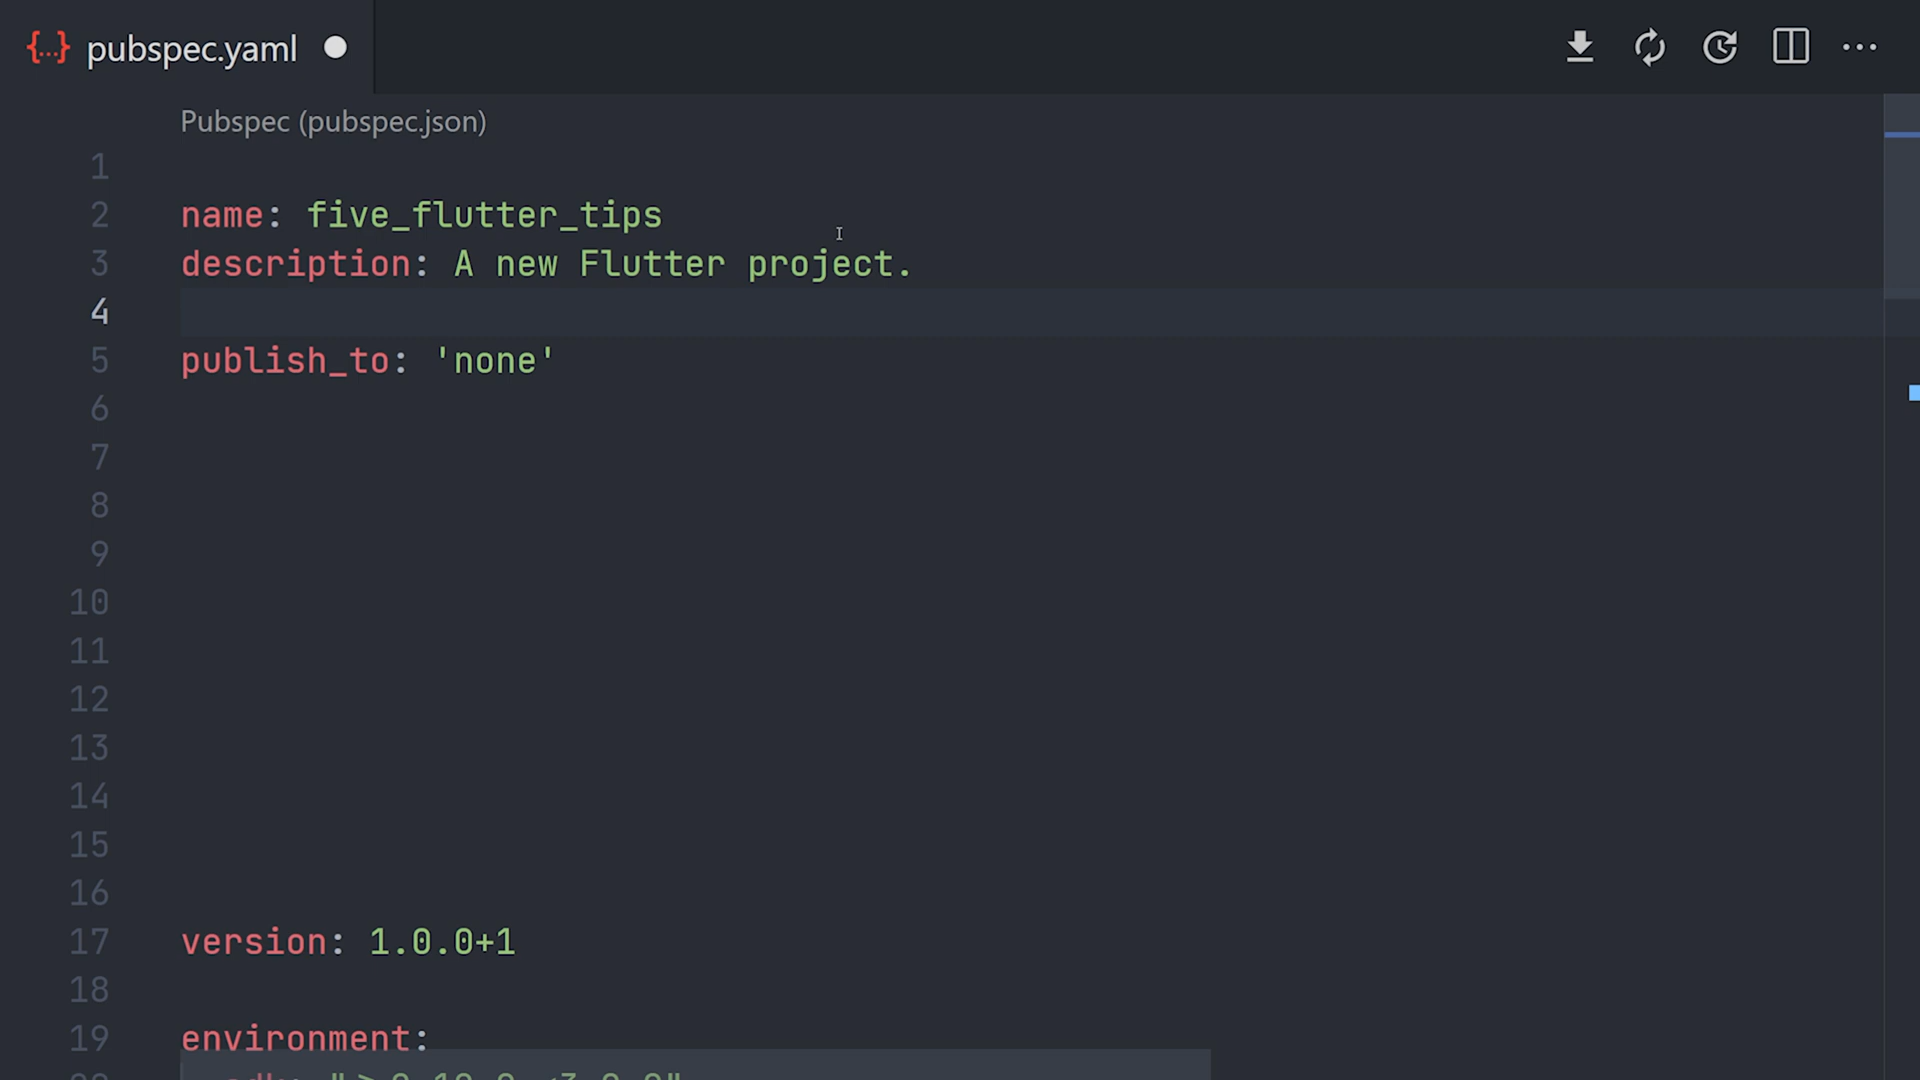 {...} pubspec.yaml
Pubspec (pubspec.json)
1
2 name: five_flutter_tips
3 description: A new Flutter project.
4
5 publish_to: 'none'
6
7
8
9
10
11
12
13
14
15
16
17 version: 1.0.0+1
18
19 environment: